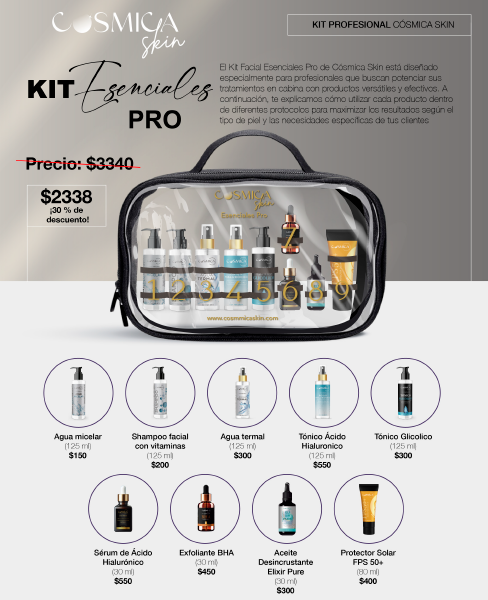 COSMICA
skin
KIT PROFESIONAL CÓSMICA SKIN
KIT Esenciales
PRO
El Kit Facial Esenciales Pro de Cósmica Skin está diseñado
especialmente para profesionales que buscan potenciar sus
tratamientos en cabina con productos versátiles y efectivos. A
continuación, te explicamos cómo utilizar cada producto dentro
de diferentes protocolos para maximizar los resultados según el
tipo de piel y las necesidades específicas de tus clientes
Precio: $3340
$2338
¡30 % de
descuento!
COSMICA
skin
Esenciales Pro
7
1 2 3 4 5 6 8 9
www.cosmmicaskin.com
Agua micelar
(125 ml)
$150
Shampoo facial
con vitaminas
(125 ml)
$200
Agua termal
(125 ml)
$300
Tónico Ácido
Hialuronico
(125 ml)
$550
Tónico Glicolico
(125 ml)
$300
Sérum de Ácido
Hialurónico
(30 ml)
$550
Exfoliante BHA
(30 ml)
$450
Aceite
Desincrustante
Elixir Pure
(30 ml)
$300
Protector Solar
FPS 50+
(80 ml)
$400